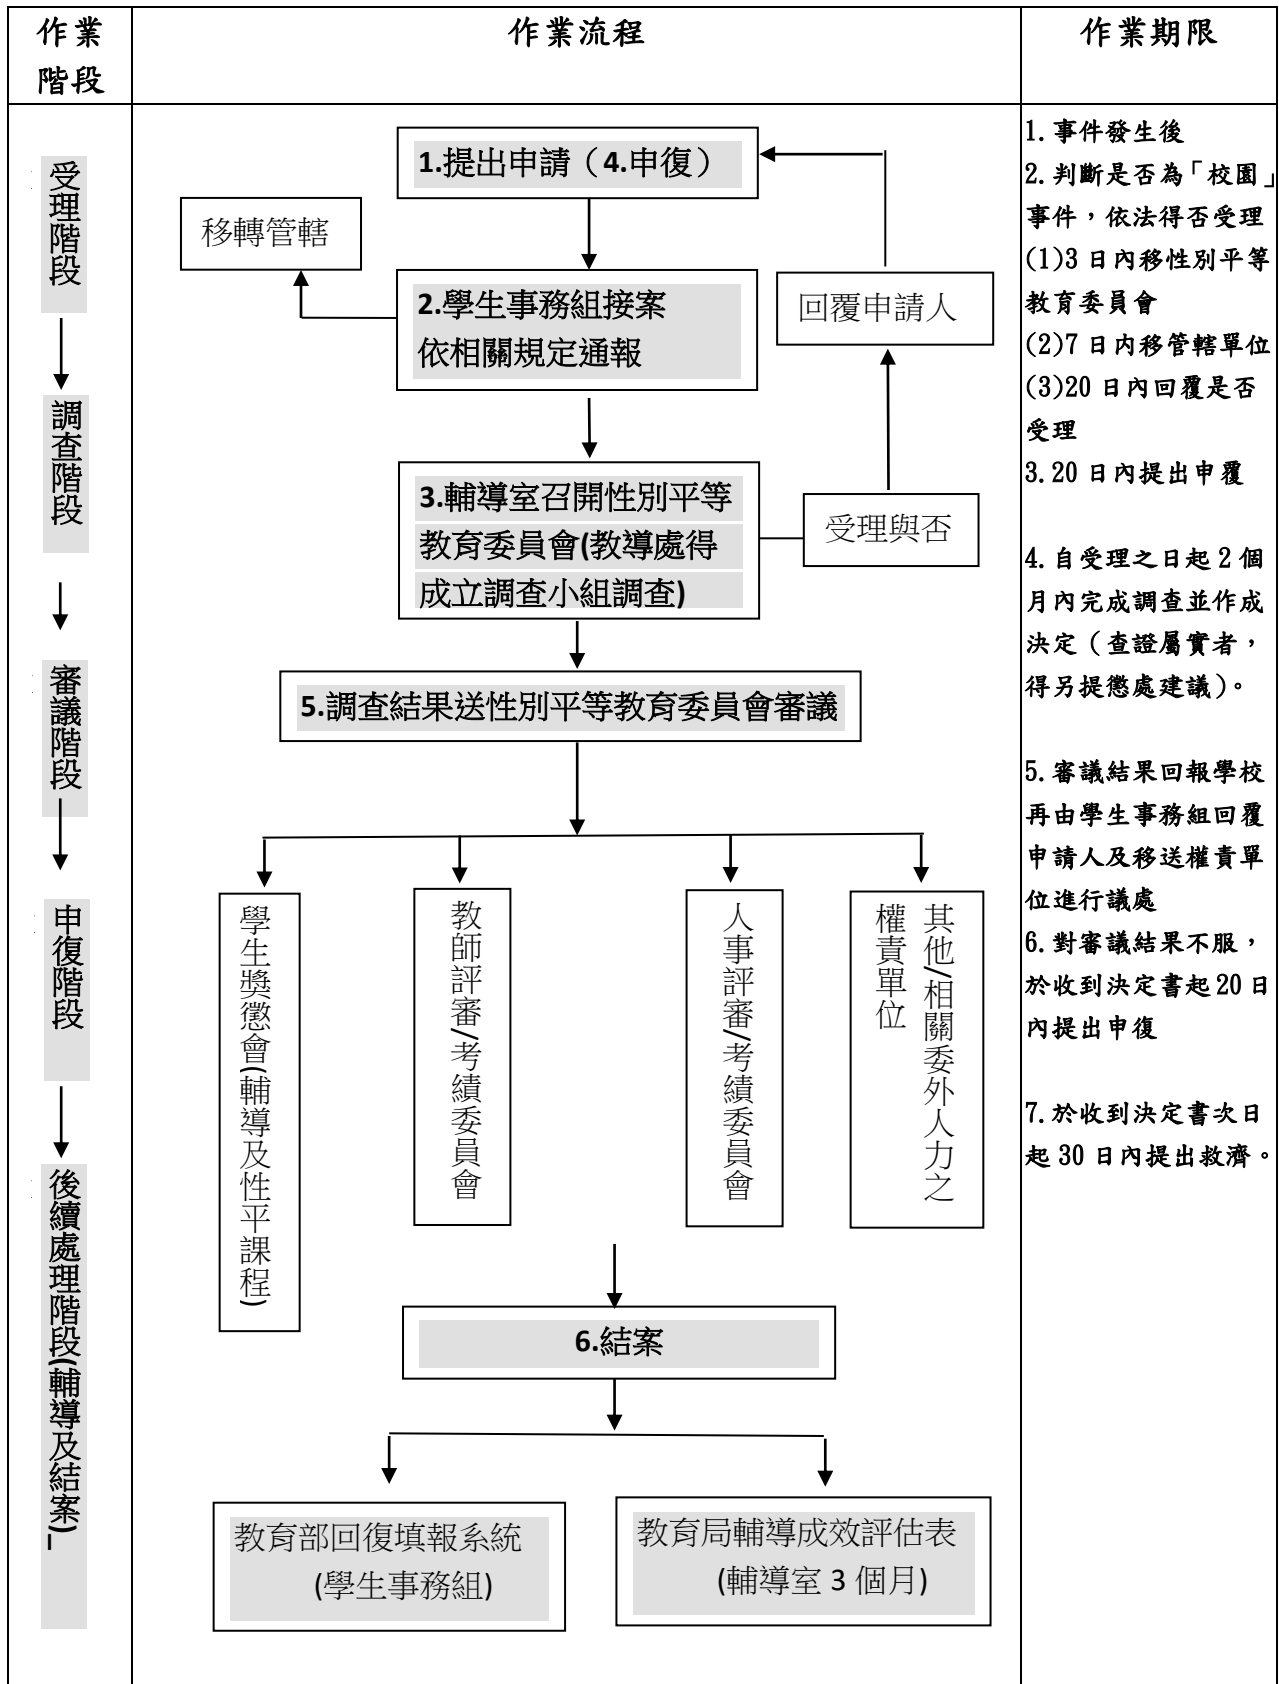 作業
階段
作業流程
作業期限
受理階段
調查階段
審議階段
申復階段
後續處理階段(輔導及結案)_
1.提出申請（4.申復）
移轉管轄
2.學生事務組接案
依相關規定通報
回覆申請人
3.輔導室召開性別平等
教育委員會(教導處得
成立調查小組調查)
受理與否
5.調查結果送性別平等教育委員會審議
學生獎懲會(輔導及性平課程)
教師評審/考績委員會
人事評審/考績委員會
其他/相關委外人力之
權責單位
6.結案
教育部回復填報系統
(學生事務組)
教育局輔導成效評估表
(輔導室 3 個月)
1.事件發生後
2.判斷是否為「校園」
事件，依法得否受理
(1)3 日內移性別平等
教育委員會
(2)7 日內移管轄單位
(3)20 日內回覆是否
受理
3.20 日內提出申覆
4.自受理之日起 2 個
月內完成調查並作成
決定（查證屬實者，
得另提懲處建議）。
5.審議結果回報學校
再由學生事務組回覆
申請人及移送權責單
位進行議處
6.對審議結果不服，
於收到決定書起 20 日
內提出申復
7.於收到決定書次日
起 30 日內提出救濟。